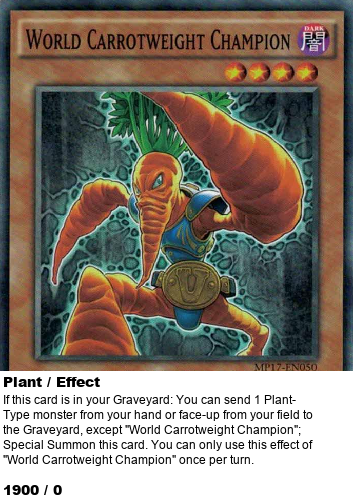 WORLD CARROTWEIGHT CHAMPION
DARK
闇
MP17-EN050
Plant / Effect
If this card is in your Graveyard: You can send 1 Plant-
Type monster from your hand or face-up from your field to
the Graveyard, except "World Carrotweight Champion";
Special Summon this card. You can only use this effect of
"World Carrotweight Champion" once per turn.
1900 / 0